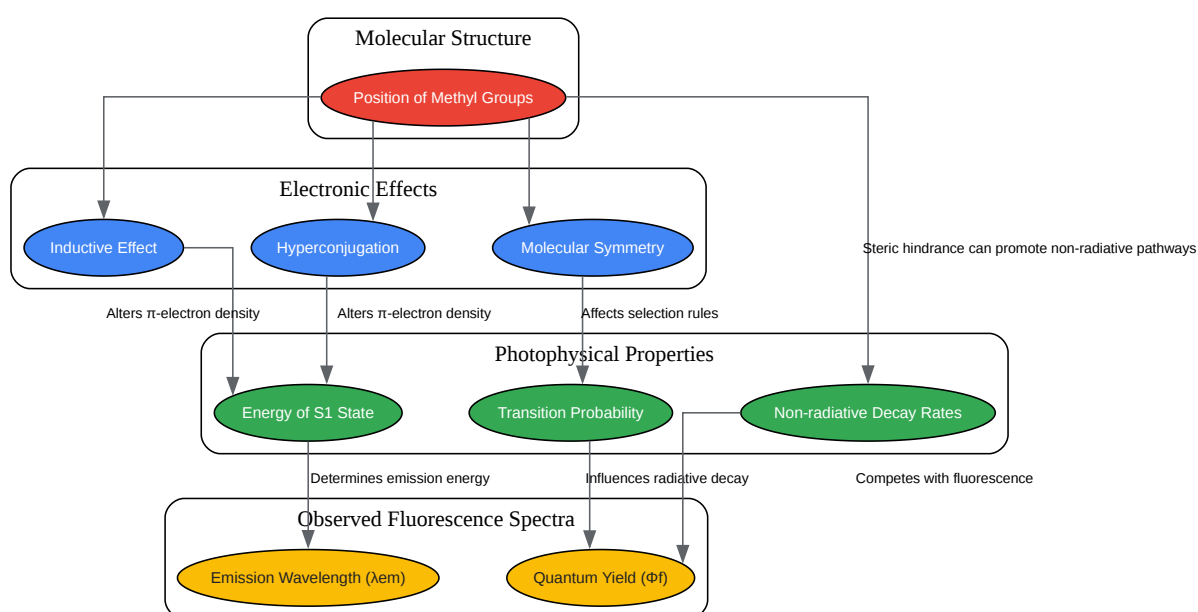 Molecular Structure
Position of Methyl Groups
Electronic Effects
Inductive Effect
Hyperconjugation
Molecular Symmetry
Steric hindrance can promote non-radiative pathways
Alters π-electron density
Alters π-electron density
Affects selection rules
Photophysical Properties
Energy of S1 State
Transition Probability
Non-radiative Decay Rates
Determines emission energy
Influences radiative decay
Competes with fluorescence
Observed Fluorescence Spectra
Emission Wavelength (λem)
Quantum Yield (Φf)